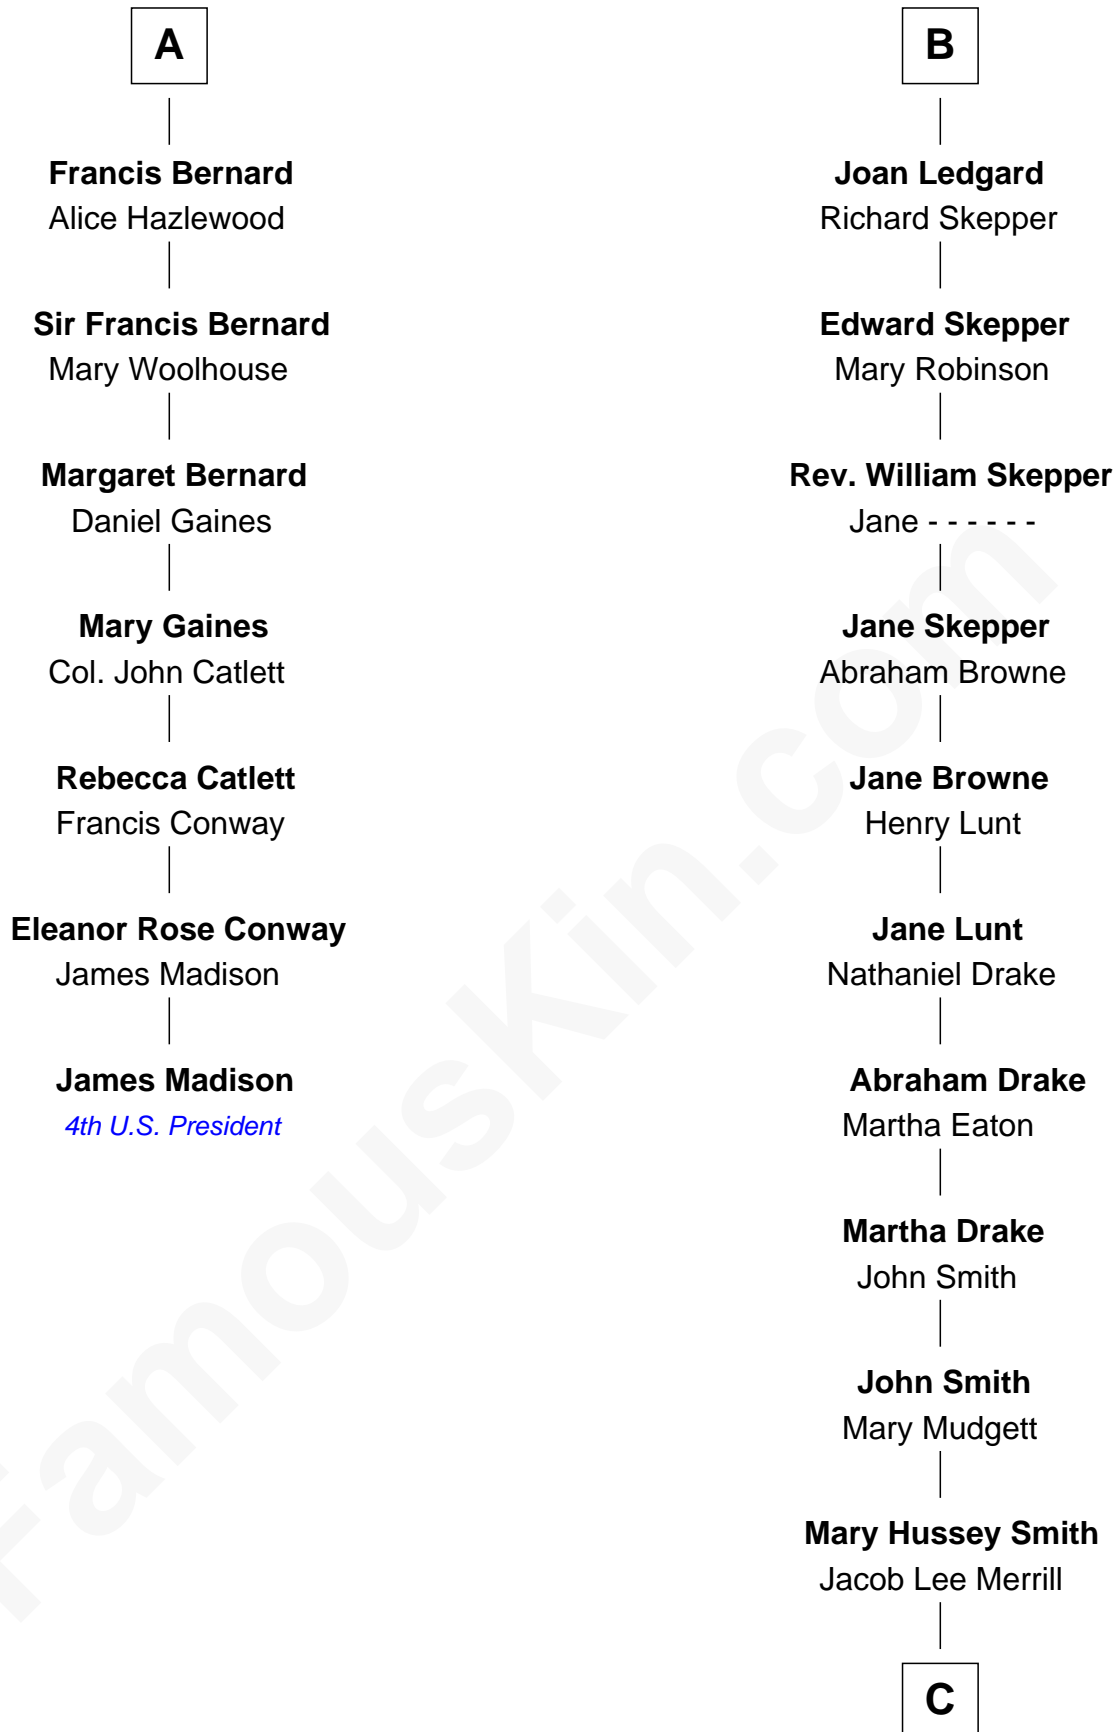 A
Francis Bernard
Alice Hazlewood
Sir Francis Bernard
Mary Woolhouse
Margaret Bernard
Daniel Gaines
Mary Gaines
Col. John Catlett
Rebecca Catlett
Francis Conway
Eleanor Rose Conway
James Madison
James Madison
4th U.S. President
B
Joan Ledgard
Richard Skepper
Edward Skepper
Mary Robinson
Rev. William Skepper
Jane - - - - - -
Jane Skepper
Abraham Browne
Jane Browne
Henry Lunt
Jane Lunt
Nathaniel Drake
Abraham Drake
Martha Eaton
Martha Drake
John Smith
John Smith
Mary Mudgett
Mary Hussey Smith
Jacob Lee Merrill
C
FamousKin.com